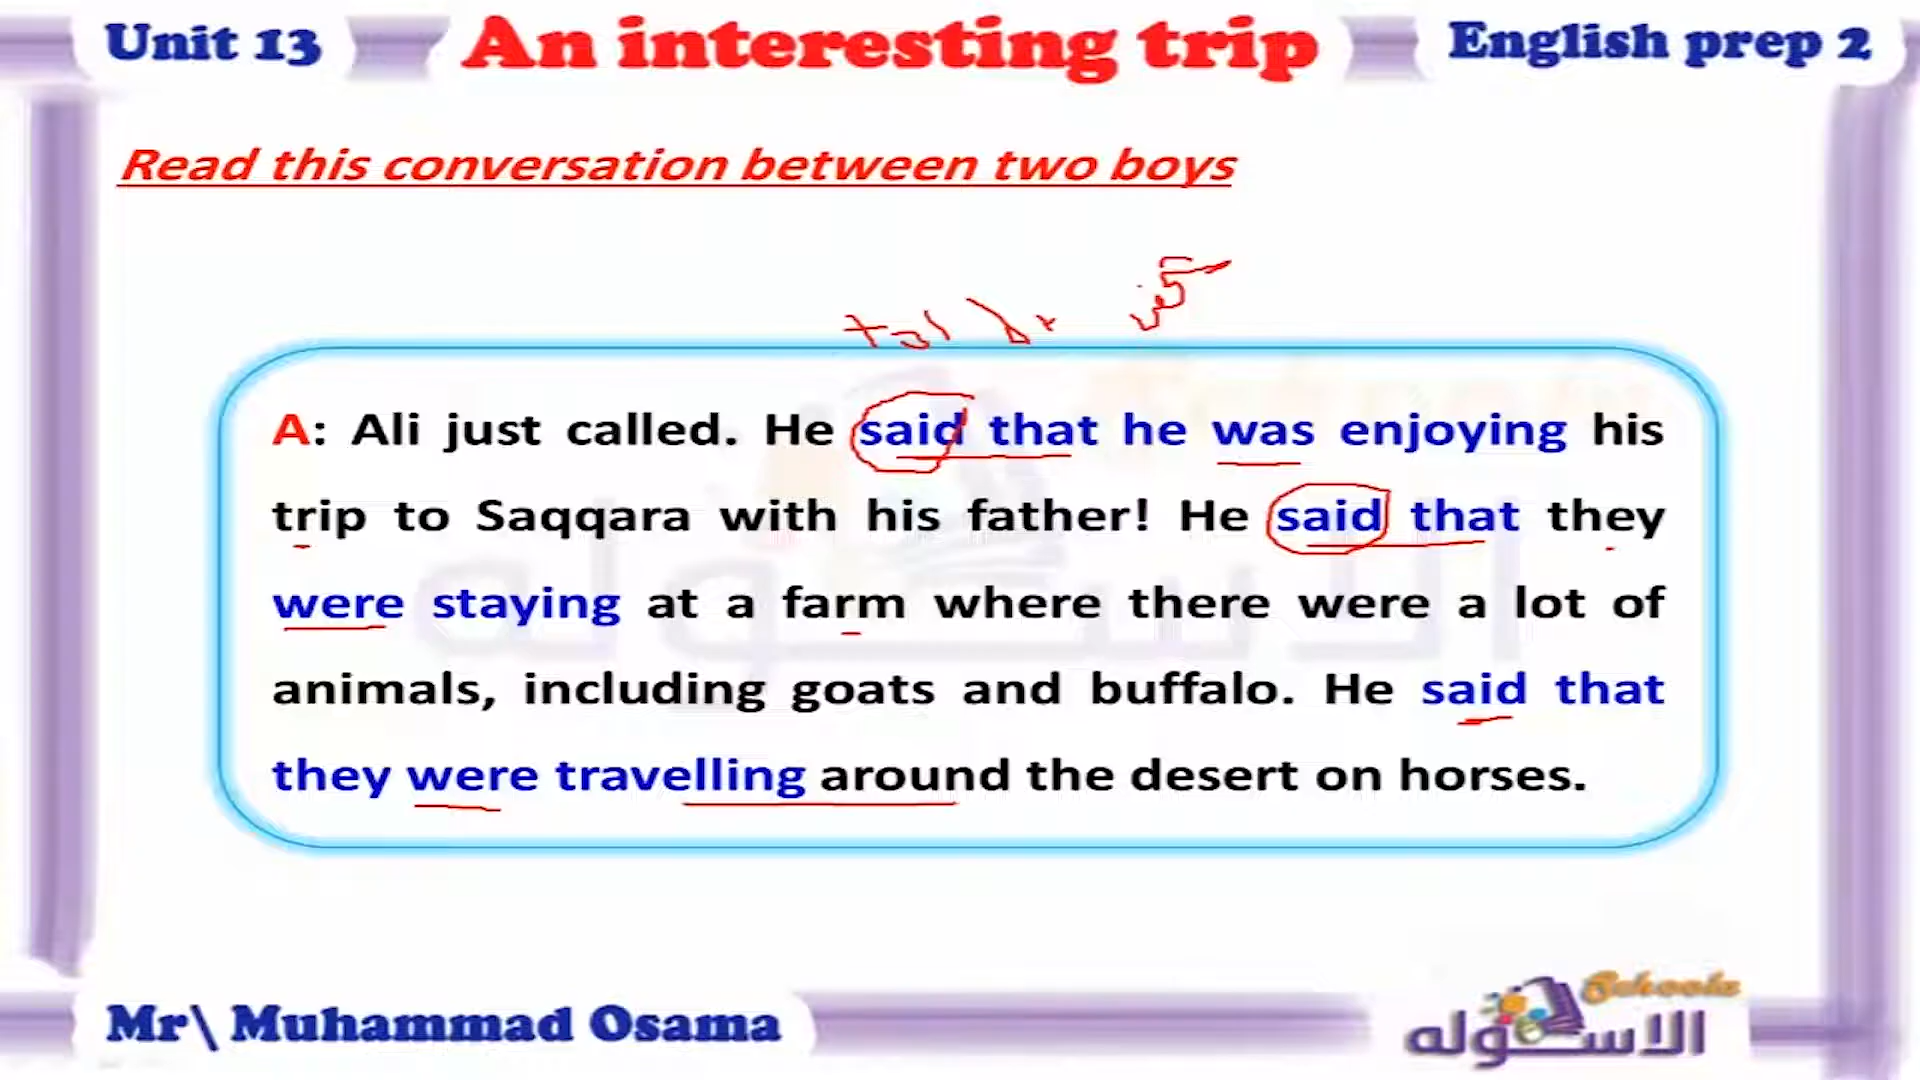 Unit 13
An interesting trip
English prep 2
Read this conversation between two boys
A: Ali just called. He said that he was enjoying his
trip to Saqqara with his father! He said that they
were staying at a farm where there were a lot of
animals, including goats and buffalo. He said that
they were travelling around the desert on horses.
Mr\ Muhammad Osama
Schoolz
الاسكوله